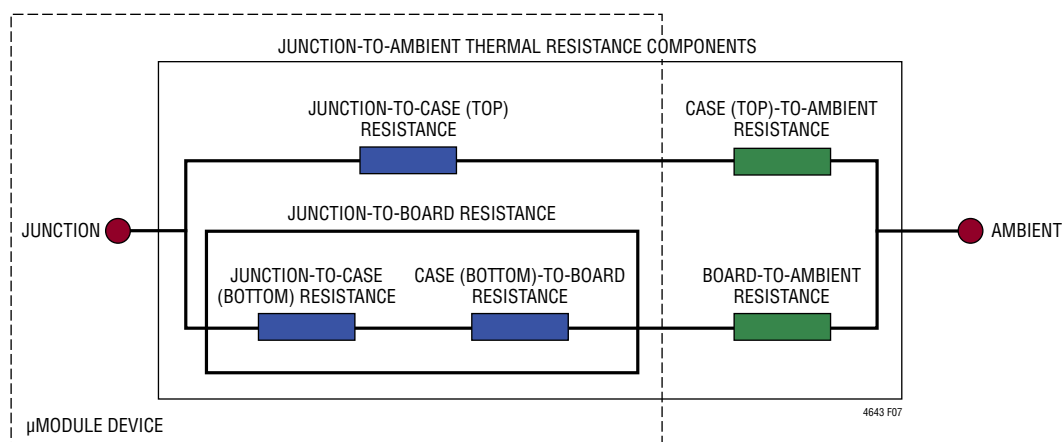 JUNCTION-TO-AMBIENT THERMAL RESISTANCE COMPONENTS
JUNCTION-TO-CASE (TOP)
RESISTANCE
CASE (TOP)-TO-AMBIENT
RESISTANCE
JUNCTION
JUNCTION-TO-BOARD RESISTANCE
AMBIENT
JUNCTION-TO-CASE
(BOTTOM) RESISTANCE
CASE (BOTTOM)-TO-BOARD
RESISTANCE
BOARD-TO-AMBIENT
RESISTANCE
4643 F07
µMODULE DEVICE